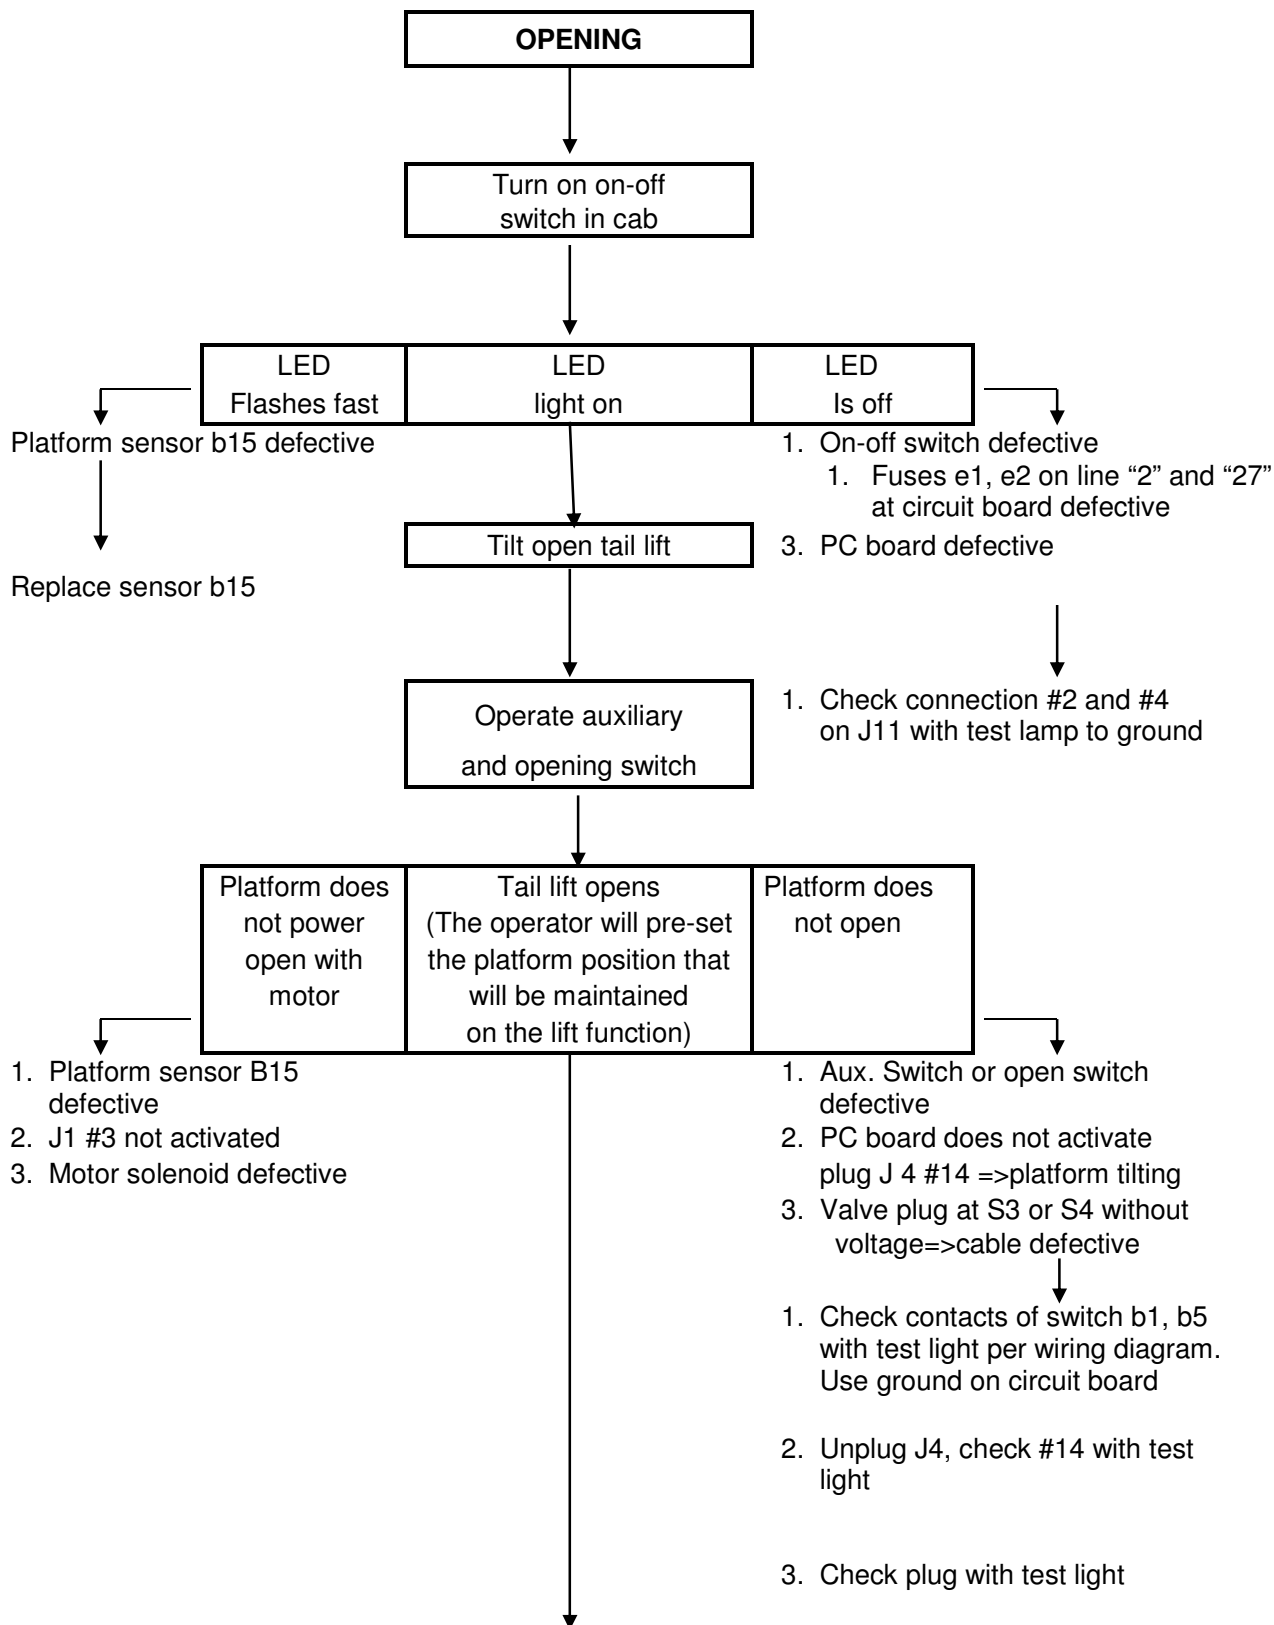 OPENING
Turn on on-off
switch in cab
LED
Flashes fast
LED
light on
LED
Is off
Platform sensor b15 defective
Replace sensor b15
1. On-off switch defective
1. Fuses e1, e2 on line “2” and “27”
at circuit board defective
3. PC board defective
Tilt open tail lift
1. Check connection #2 and #4
on J11 with test lamp to ground
Operate auxiliary
and opening switch
Platform does
not power
open with
motor
Tail lift opens
(The operator will pre-set
the platform position that
will be maintained
on the lift function)
Platform does
not open
1. Platform sensor B15
defective
2. J1 #3 not activated
3. Motor solenoid defective
1. Aux. Switch or open switch
defective
2. PC board does not activate
plug J 4 #14 =>platform tilting
3. Valve plug at S3 or S4 without
voltage=>cable defective
1. Check contacts of switch b1, b5
with test light per wiring diagram.
Use ground on circuit board
2. Unplug J4, check #14 with test
light
3. Check plug with test light